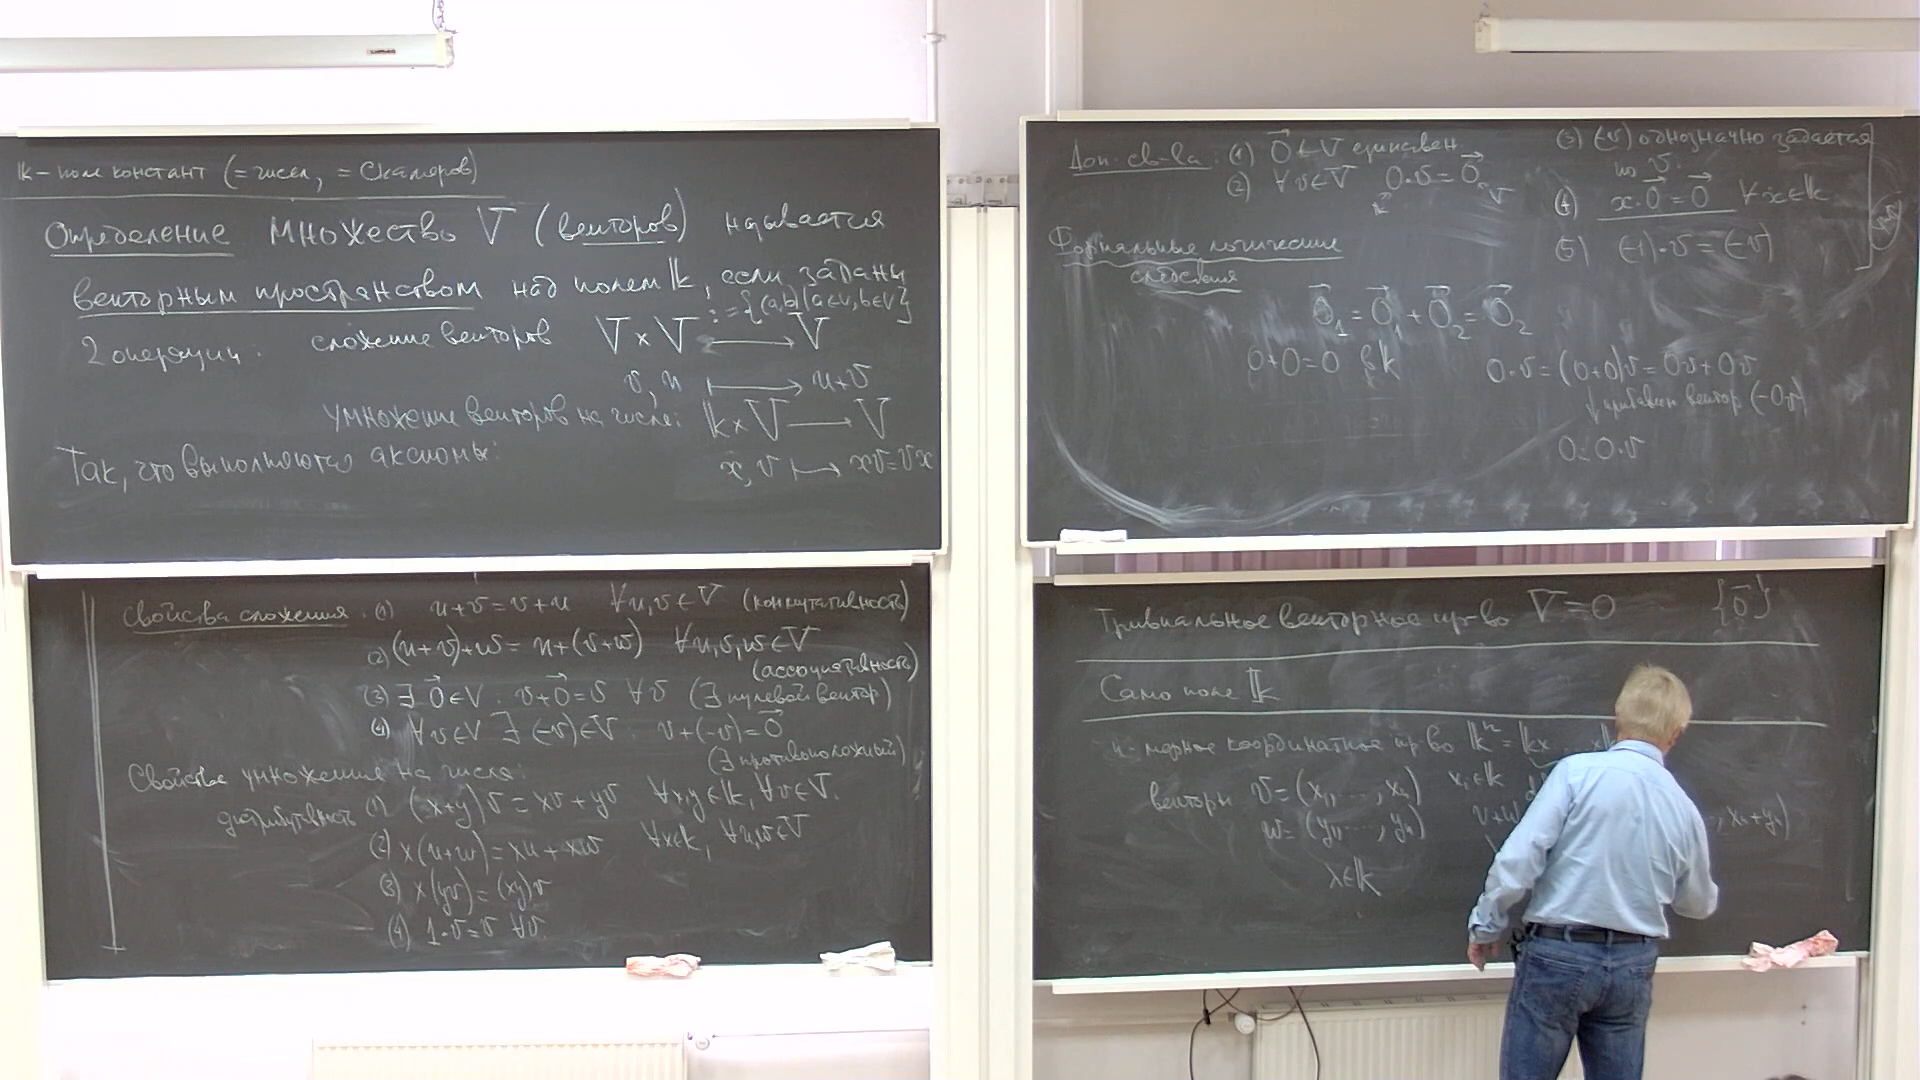 𝕜 – поле констант (= чисел, = Скаляров)
Определение Множество V (векторов) называется
векторным пространством над полем 𝕜, если заданы
2 операции: сложение векторов V × V ⟶ V := {(a,b) | a∈V, b∈V}
v, u ⟼ u+v
умножение векторов на числа: 𝕜 × V ⟶ V
Так, что выполняются аксиомы: x, v ⟼ xv = vx
Свойства сложения: (1) u+v = v+u ∀u,v ∈ V (коммутативность)
(2) (u+v)+w = u+(v+w) ∀u,v,w ∈ V
(ассоциативность)
(3) ∃ 0⃗ ∈ V : v+0⃗ = v ∀v (∃ нулевой вектор)
(4) ∀v∈V ∃ (-v)∈V : v+(-v) = 0⃗
(∃ противоположный)
Свойства умножения на числа:
дистрибутивность (1) (x+y)v = xv + yv ∀x,y ∈ 𝕜, ∀v∈V.
(2) x(u+w) = xu + xw ∀x∈𝕜, ∀u,w∈V
(3) x(yv) = (xy)v
(4) 1·v = v ∀v
Доп. св-ва: (1) 0⃗ ∈ V единствен.
(2) ∀v∈V 0·v = 0⃗
𝕜 V
(3) (-v) однозначно задается
по v.
(4) x·0⃗ = 0⃗ ∀x∈𝕜
(5) (-1)·v = (-v)
Формальные логические
следствия
0⃗₁ = 0⃗₁ + 0⃗₂ = 0⃗₂
0+0=0 в 𝕜 0·v = (0+0)v = 0·v + 0·v
↓ прибавим вектор (-0v)
0 = 0·v
Тривиальное векторное пр-во V = 0 {0⃗}
Само поле 𝕜
n-мерное координатное пр-во 𝕜ⁿ = 𝕜×
векторы v = (x₁, ..., xₙ) xᵢ∈𝕜
w = (y₁, ..., yₙ) v+w , xₙ+yₙ)
λ∈𝕜